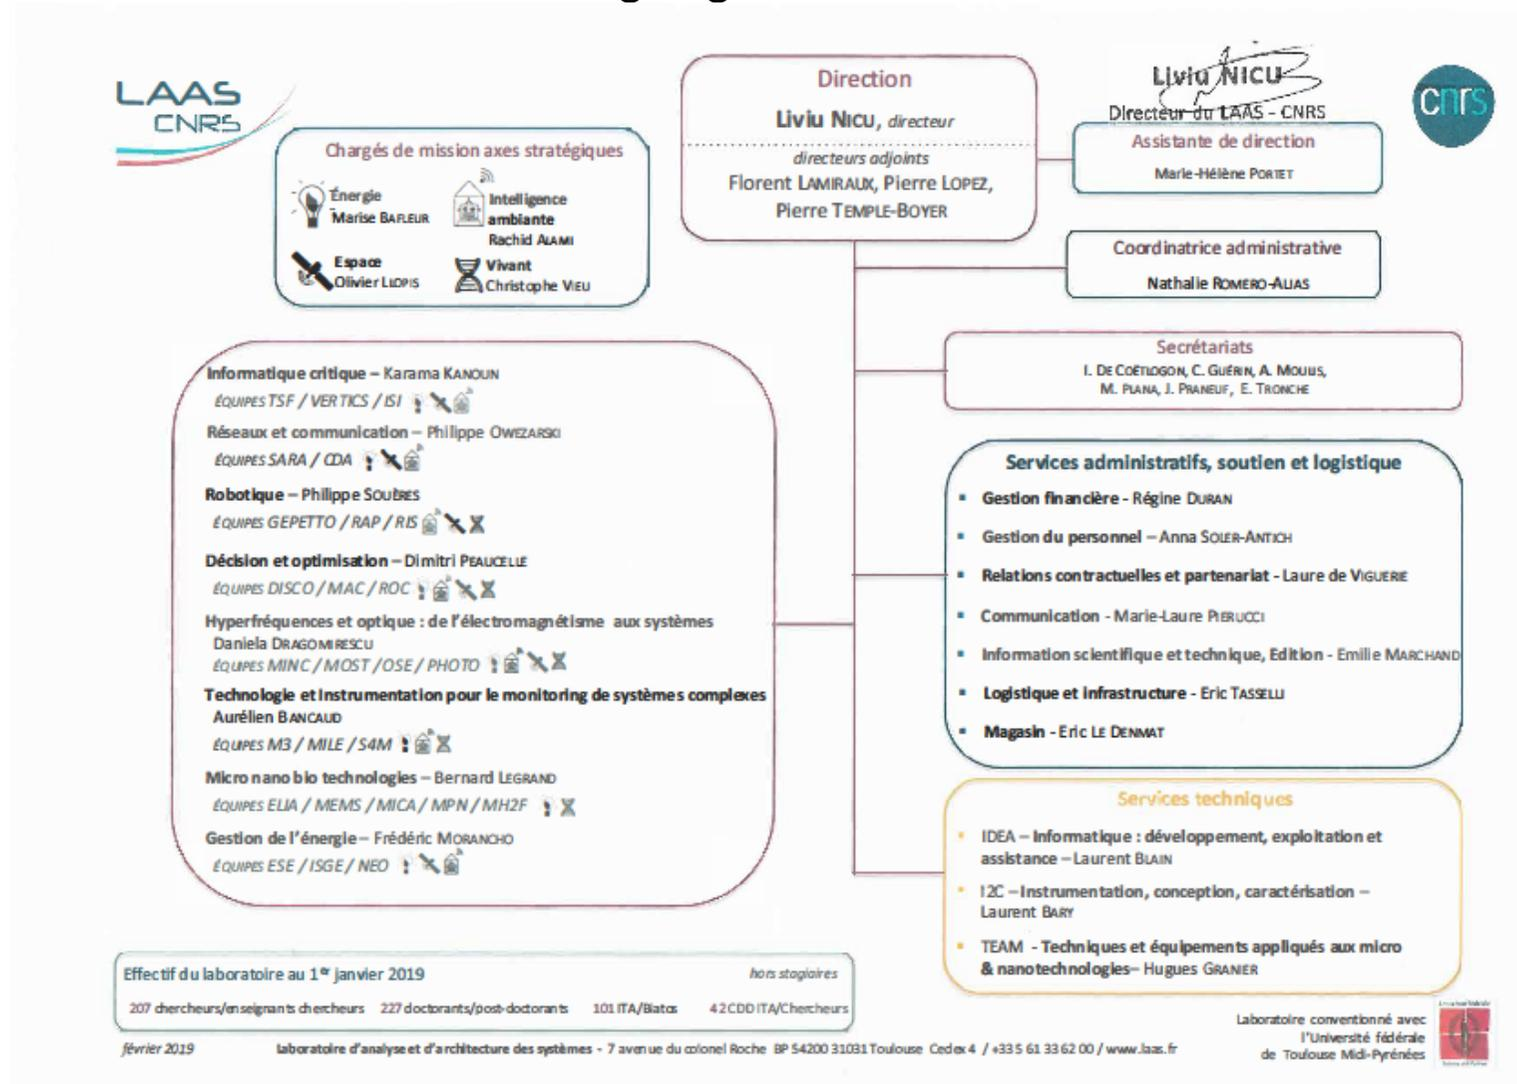 LAAS
CNRS
Direction
Liviu NICU, directeur
directeurs adjoints
Florent LAMIRAUX, Pierre LOPEZ,
Pierre TEMPLE-BOYER
Liviu NICU
Directeur du LAAS - CNRS
cnrs
Assistante de direction
Marie-Hélène PORTET
Coordinatrice administrative
Nathalie ROMERO-ALIAS
Chargés de mission axes stratégiques
Énergie
Marise BAFLEUR
Intelligence
ambiante
Rachid ALAMI
Espace
Olivier LLOPIS
Vivant
Christophe VIEU
Secrétariats
I. DE COËTLOGON, C. GUÉRIN, A. MOULIS,
M. PLANA, J. PRANEUF, E. TRONCHE
Informatique critique – Karama KANOUN
ÉQUIPES TSF / VERTICS / ISI
Réseaux et communication – Philippe OWEZARSKI
ÉQUIPES SARA / CDA
Robotique – Philippe SOUÈRES
ÉQUIPES GEPETTO / RAP / RIS
Décision et optimisation – Dimitri PEAUCELLE
ÉQUIPES DISCO / MAC / ROC
Hyperfréquences et optique : de l'électromagnétisme aux systèmes
Daniela DRAGOMIRESCU
ÉQUIPES MINC / MOST /OSE / PHOTO
Technologie et Instrumentation pour le monitoring de systèmes complexes
Aurélien BANCAUD
ÉQUIPES M3 / MILE / S4M
Micro nano bio technologies – Bernard LEGRAND
ÉQUIPES ELIA / MEMS / MICA / MPN / MH2F
Gestion de l'énergie – Frédéric MORANCHO
ÉQUIPES ESE / ISGE / NEO
Services administratifs, soutien et logistique
▪ Gestion financière - Régine DURAN
▪ Gestion du personnel – Anna SOLER-ANTICH
▪ Relations contractuelles et partenariat - Laure de VIGUERIE
▪ Communication - Marie-Laure PIERUCCI
▪ Information scientifique et technique, Edition - Emilie MARCHAND
▪ Logistique et infrastructure - Eric TASSELLI
▪ Magasin - Eric LE DENMAT
Services techniques
▪ IDEA – Informatique : développement, exploitation et
assistance – Laurent BLAIN
▪ I2C – Instrumentation, conception, caractérisation –
Laurent BARY
▪ TEAM - Techniques et équipements appliqués aux micro
& nanotechnologies– Hugues GRANIER
Effectif du laboratoire au 1er janvier 2019
hors stagiaires
207 chercheurs/enseignants chercheurs 227 doctorants/post-doctorants 101 ITA/Biatos 42 CDD ITA/Chercheurs
février 2019
Laboratoire d'analyse et d'architecture des systèmes - 7 avenue du colonel Roche BP 54200 31031 Toulouse Cedex 4 / +33 5 61 33 62 00 / www.laas.fr
Laboratoire conventionné avec
l'Université fédérale
de Toulouse Midi-Pyrénées